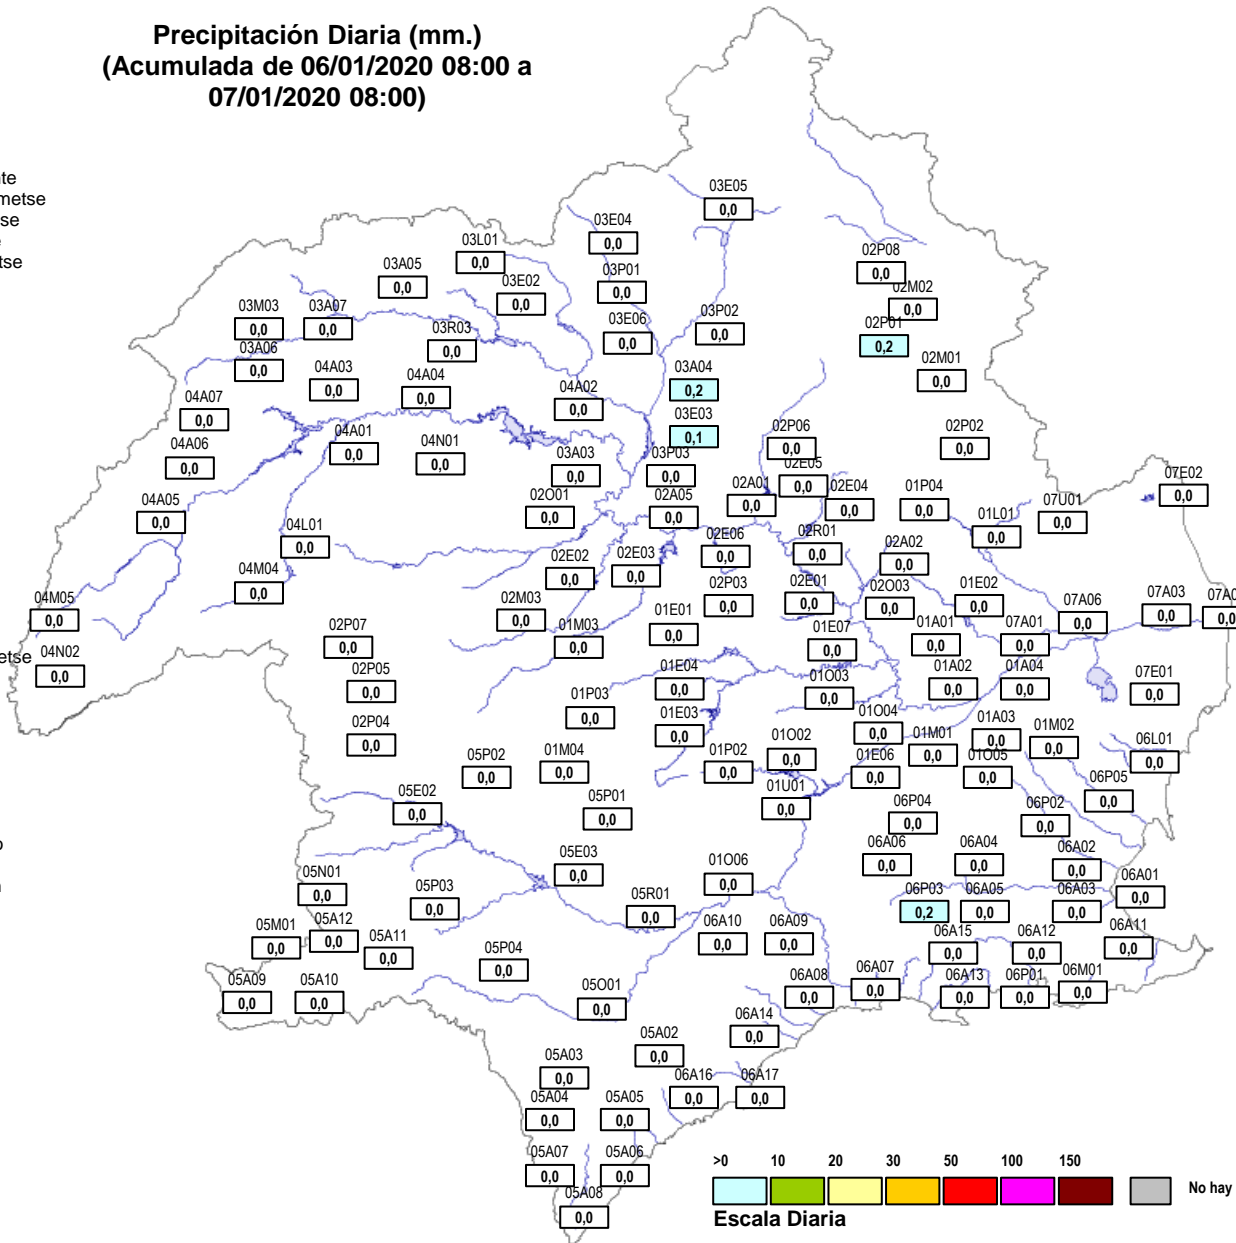 Precipitación Diaria (mm.)
(Acumulada de 06/01/2020 08:00 a
07/01/2020 08:00)
03E05
0,0
03E04
0,0
03L01
0,0
02P08
0,0
03A05
0,0
03P01
0,0
03E02
0,0
02M02
0,0
03M03
0,0
03A07
0,0
03P02
0,0
03E06
0,0
02P01
0,2
03R03
0,0
03A06
0,0
04A03
0,0
04A04
0,0
03A04
0,2
02M01
0,0
04A02
0,0
04A07
0,0
03E03
0,1
04A01
0,0
04N01
0,0
02P06
0,0
02P02
0,0
04A06
0,0
03A03
0,0
03P03
0,0
02E05
0,0
07E02
0,0
04A05
0,0
02O01
0,0
02A05
0,0
02A01
0,0
02E04
0,0
01P04
0,0
07U01
0,0
01L01
0,0
04L01
0,0
02E06
0,0
02R01
0,0
02A02
0,0
02E02
0,0
02E03
0,0
04M04
0,0
02P03
0,0
02E01
0,0
02O03
0,0
01E02
0,0
04M05
0,0
02M03
0,0
01E01
0,0
07A06
0,0
07A03
0,0
07A0
0,0
02P07
0,0
01M03
0,0
01E07
0,0
01A01
0,0
07A01
0,0
etse
04N02
0,0
02P05
0,0
01E04
0,0
01O03
0,0
01A02
0,0
01A04
0,0
07E01
0,0
01P03
0,0
02P04
0,0
01E03
0,0
01O04
0,0
01A03
0,0
01M02
0,0
01M01
0,0
05P02
0,0
01M04
0,0
01P02
0,0
01O02
0,0
01E06
0,0
01O05
0,0
06L01
0,0
05E02
0,0
05P01
0,0
01U01
0,0
06P05
0,0
06P04
0,0
06P02
0,0
05E03
0,0
01O06
0,0
06A06
0,0
06A04
0,0
06A02
0,0
05N01
0,0
05P03
0,0
05R01
0,0
06P03
0,2
06A05
0,0
06A03
0,0
06A01
0,0
05M01
0,0
05A12
0,0
05A11
0,0
06A10
0,0
06A09
0,0
06A15
0,0
06A12
0,0
06A11
0,0
05P04
0,0
05A09
0,0
05A10
0,0
05O01
0,0
06A08
0,0
06A07
0,0
06A13
0,0
06P01
0,0
06M01
0,0
05A02
0,0
06A14
0,0
05A03
0,0
06A16
0,0
06A17
0,0
05A04
0,0
05A05
0,0
05A07
0,0
05A06
0,0
05A08
0,0
>0 10 20 30 50 100 150
No hay
Escala Diaria